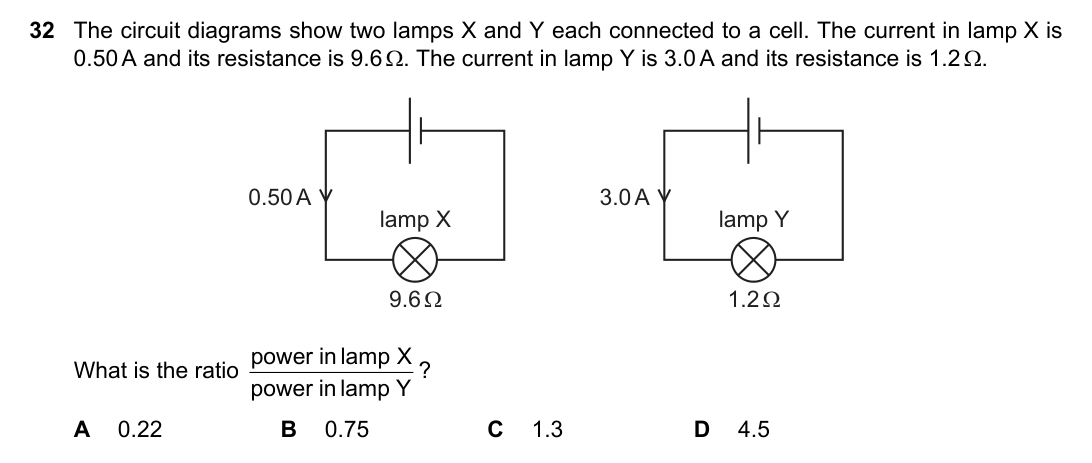 32 The circuit diagrams show two lamps X and Y each connected to a cell. The current in lamp X is
0.50 A and its resistance is 9.6 Ω. The current in lamp Y is 3.0 A and its resistance is 1.2 Ω.
0.50 A
lamp X
9.6 Ω
3.0 A
lamp Y
1.2 Ω
What is the ratio power in lamp X / power in lamp Y ?
A 0.22 B 0.75 C 1.3 D 4.5